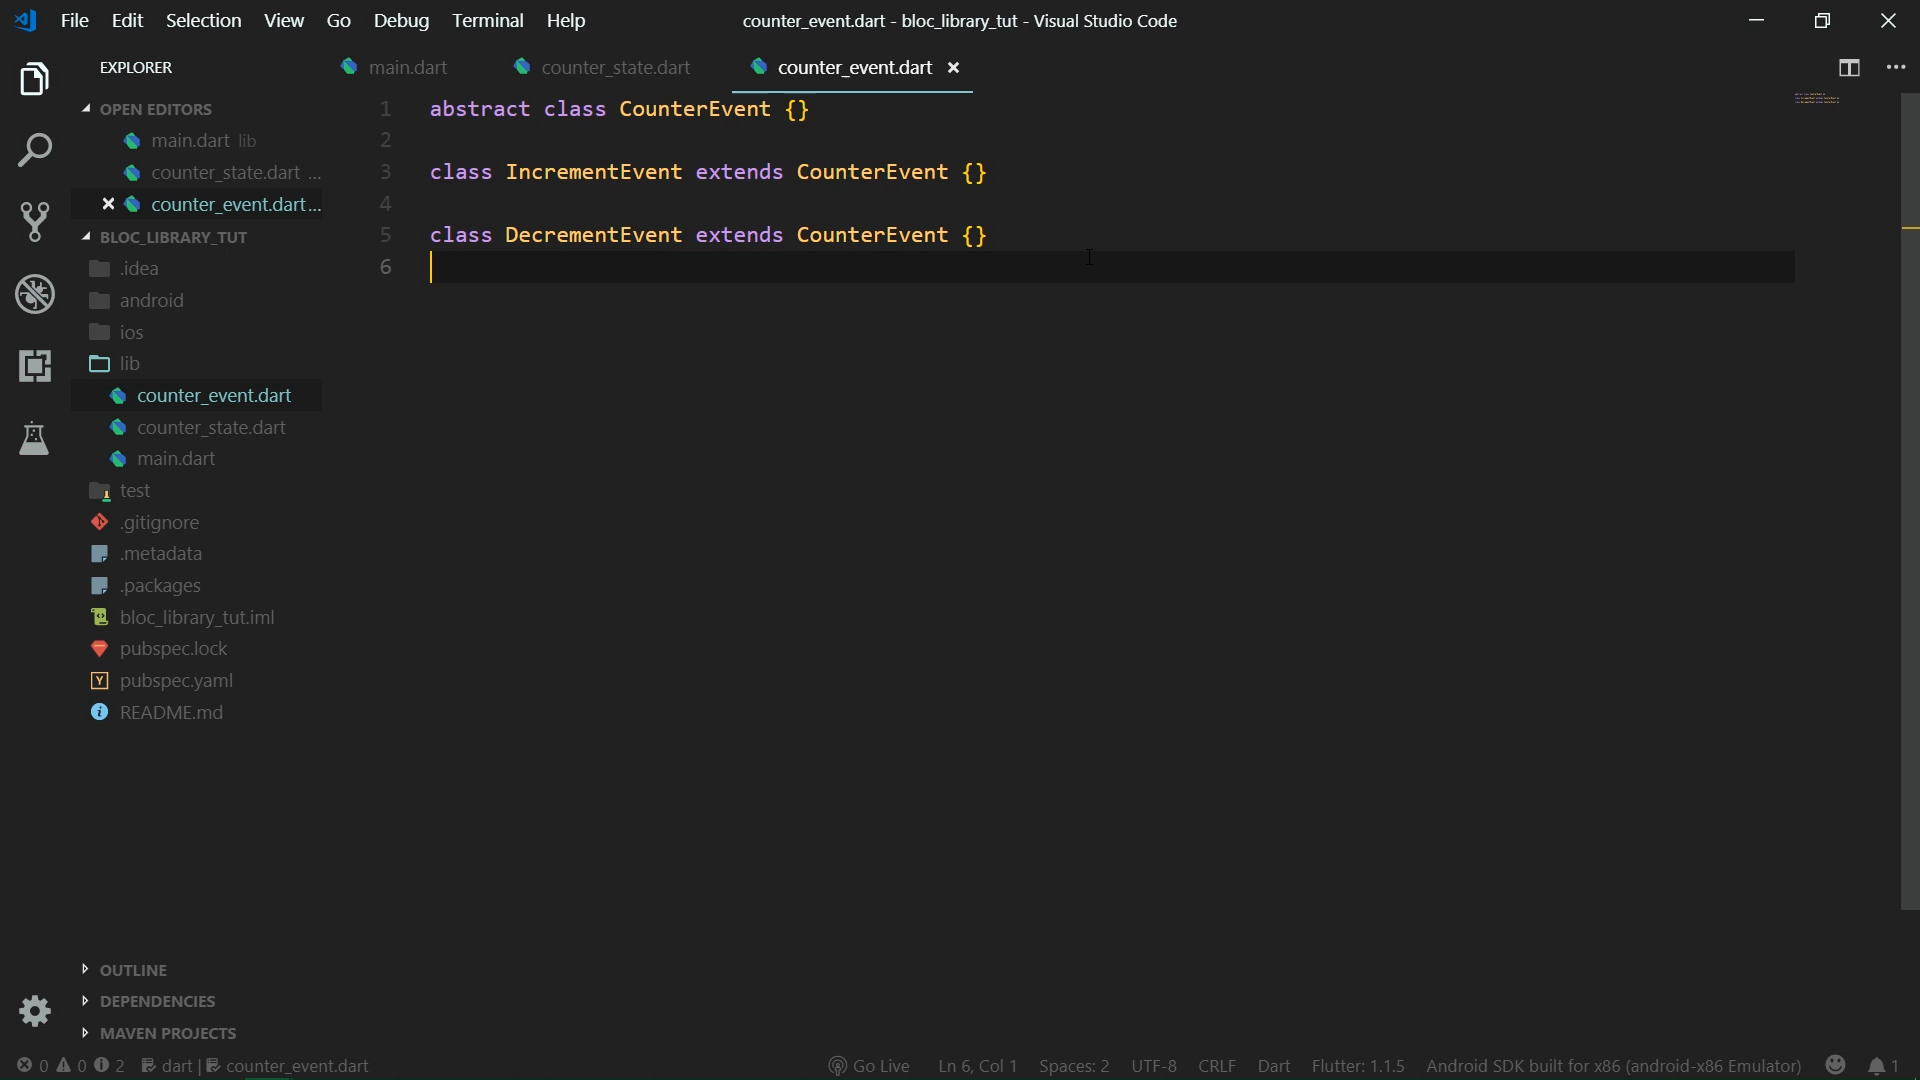 File Edit Selection View Go Debug Terminal Help
counter_event.dart - bloc_library_tut - Visual Studio Code
EXPLORER
main.dart
counter_state.dart
counter_event.dart
OPEN EDITORS
main.dart lib
counter_state.dart ...
counter_event.dart...
BLOC_LIBRARY_TUT
.idea
android
ios
lib
counter_event.dart
counter_state.dart
main.dart
test
.gitignore
.metadata
.packages
bloc_library_tut.iml
pubspec.lock
Y pubspec.yaml
README.md
OUTLINE
DEPENDENCIES
MAVEN PROJECTS
1 abstract class CounterEvent {}
2
3 class IncrementEvent extends CounterEvent {}
4
5 class DecrementEvent extends CounterEvent {}
6
0 0 2 dart | counter_event.dart
Go Live Ln 6, Col 1 Spaces: 2 UTF-8 CRLF Dart Flutter: 1.1.5 Android SDK built for x86 (android-x86 Emulator) 1